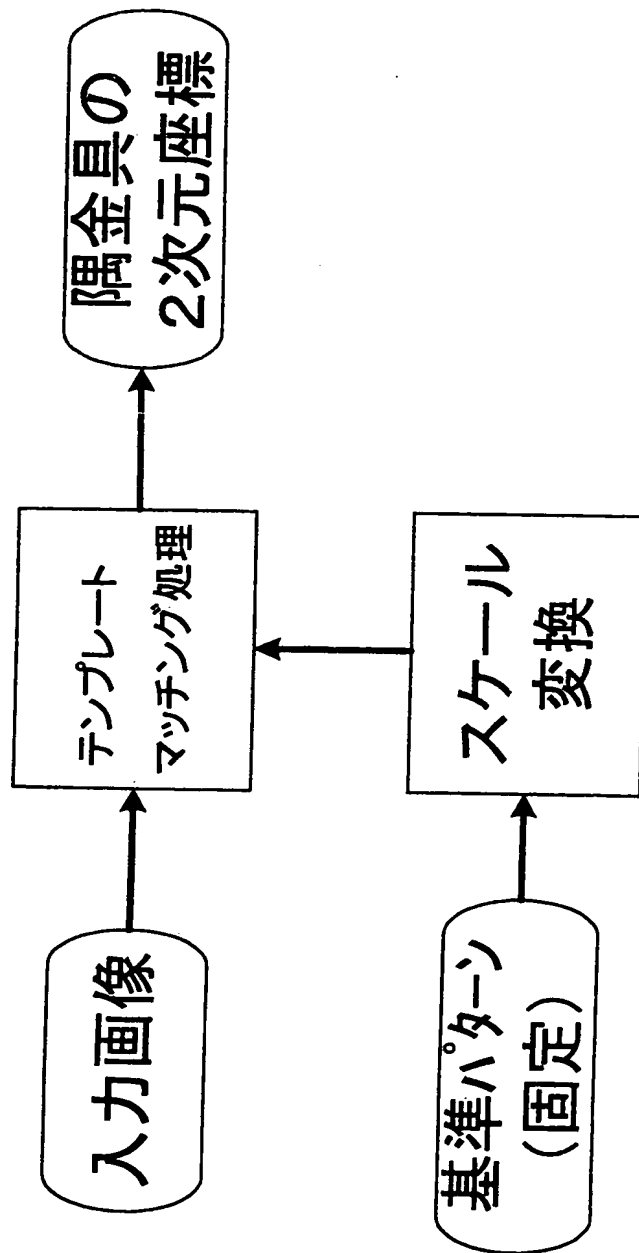 入力画像
テンプレート
マッチング処理
隅金具の
2次元座標
基準パターン
(固定)
スケール
変換